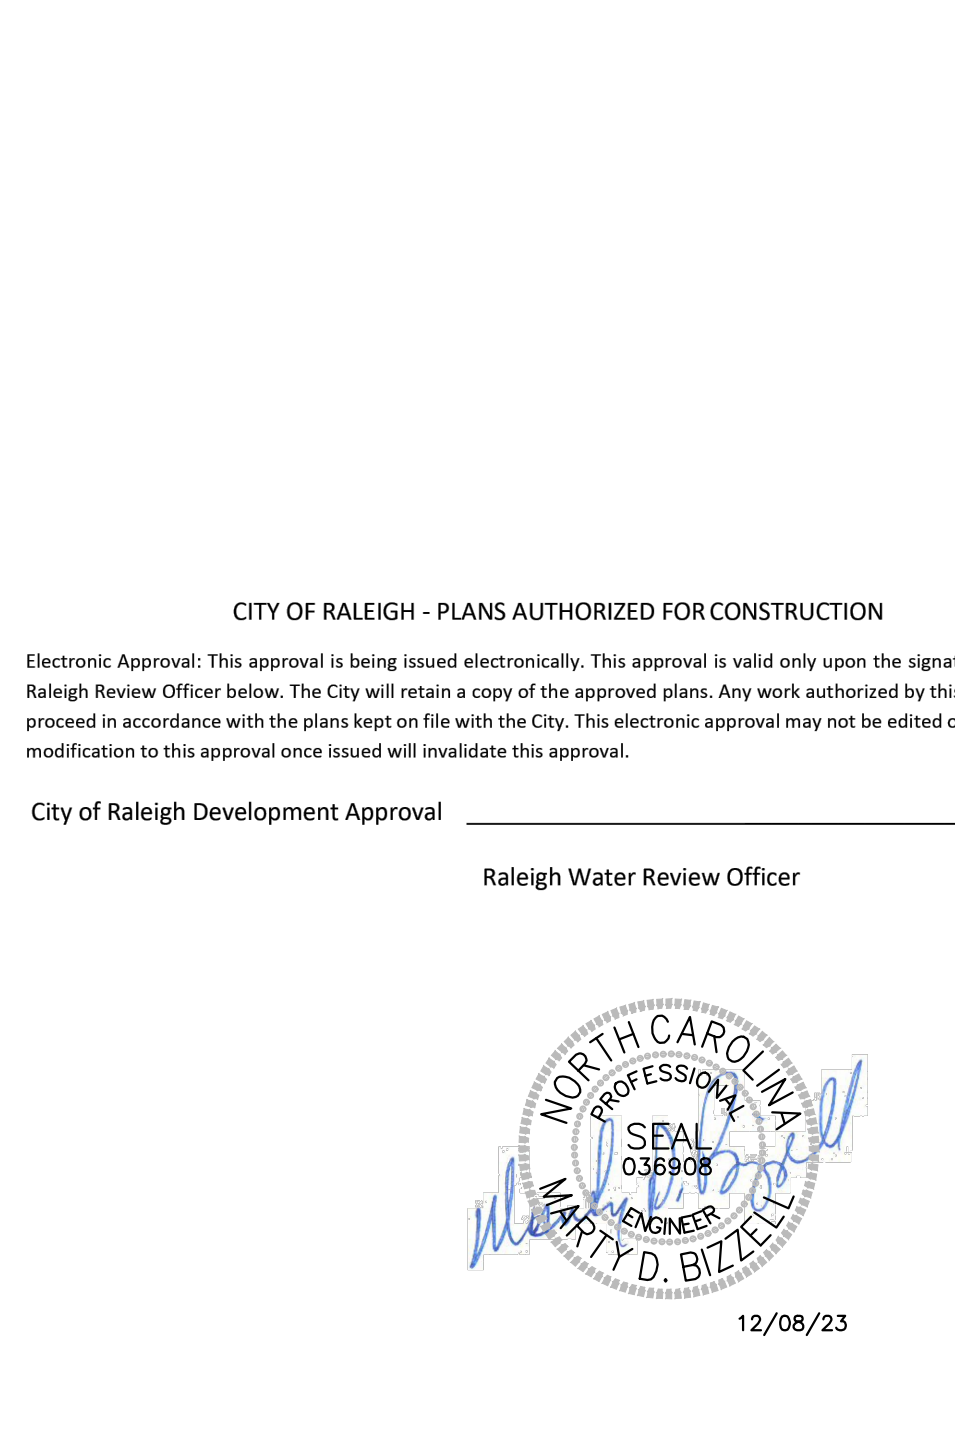 CITY OF RALEIGH - PLANS AUTHORIZED FOR CONSTRUCTION
Electronic Approval: This approval is being issued electronically. This approval is valid only upon the signat
Raleigh Review Officer below. The City will retain a copy of the approved plans. Any work authorized by this
proceed in accordance with the plans kept on file with the City. This electronic approval may not be edited o
modification to this approval once issued will invalidate this approval.
City of Raleigh Development Approval
Raleigh Water Review Officer
NORTH CAROLINA
PROFESSIONAL
SEAL
036908
ENGINEER
MARTY D. BIZZELL
Marty D. Bizzell
12/08/23